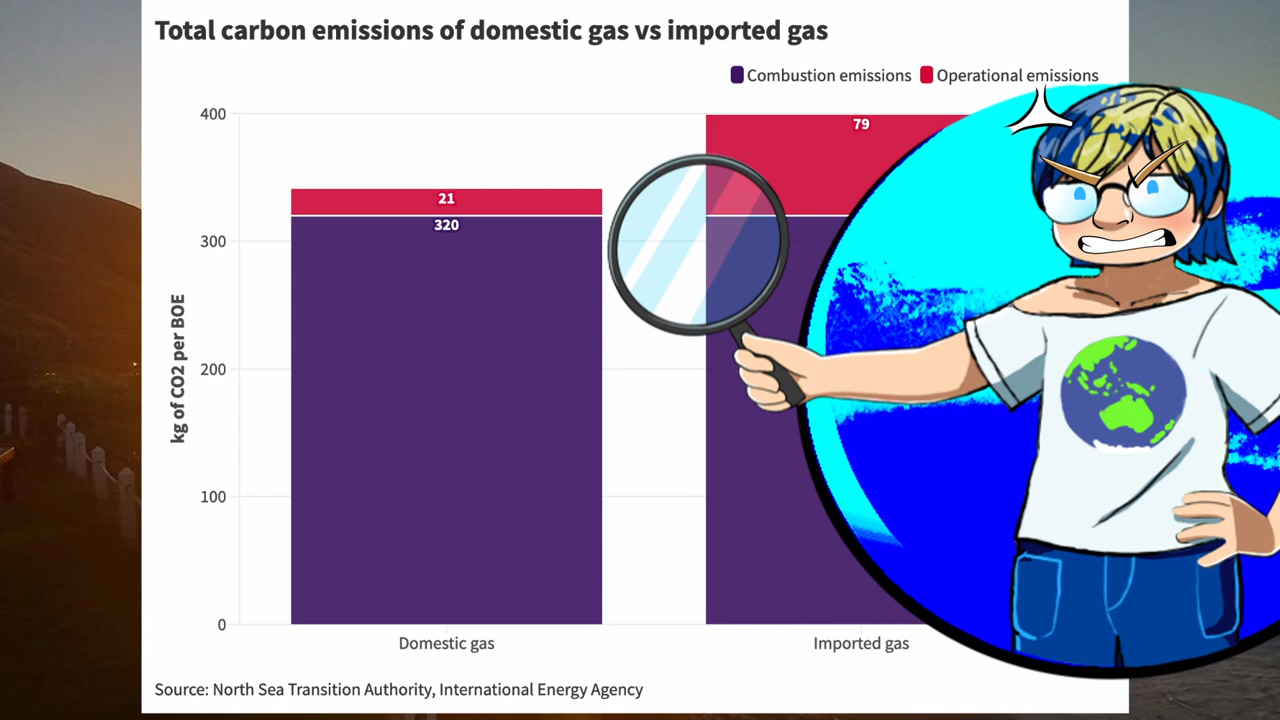 Total carbon emissions of domestic gas vs imported gas
Combustion emissions Operational emissions
400
79
21
320
300
kg of CO2 per BOE
200
100
0
Domestic gas Imported gas
Source: North Sea Transition Authority, International Energy Agency